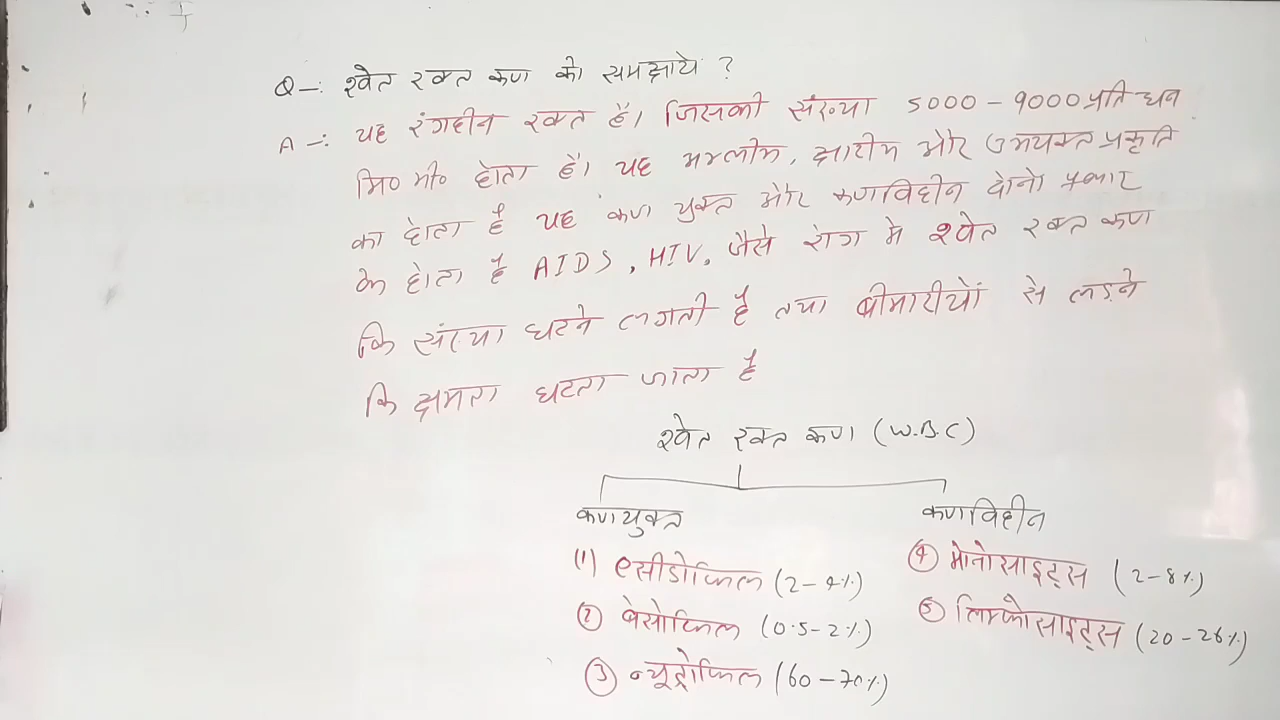 Q -: श्वेत रक्त कण को समझाये ?
A -: यह रंगहीन रक्त है। जिसकी संख्या 5000 - 9000 प्रति घन
मि० मी० होता है। यह अम्लीय, क्षारीय और उभयक्त प्रकृति
का होता है यह कण युक्त और कणविहीन दोनो प्रकार
के होता है AIDS, HIV, जैसे रोग मे श्वेत रक्त कण
कि संख्या घटने लगती है तथा बीमारीयों से लड़ने
कि क्षमता घटता जाता है
श्वेत रक्त कण (W.B.C)
कणयुक्त कणविहीन
(1) एसीडोफिल (2-4%) ④ मोनोसाइट्स (2-8%)
② बेसोफिल (0.5-2%) ⑤ लिम्फोसाइट्स (20-26%)
③ न्यूट्रोफिल (60-70%)